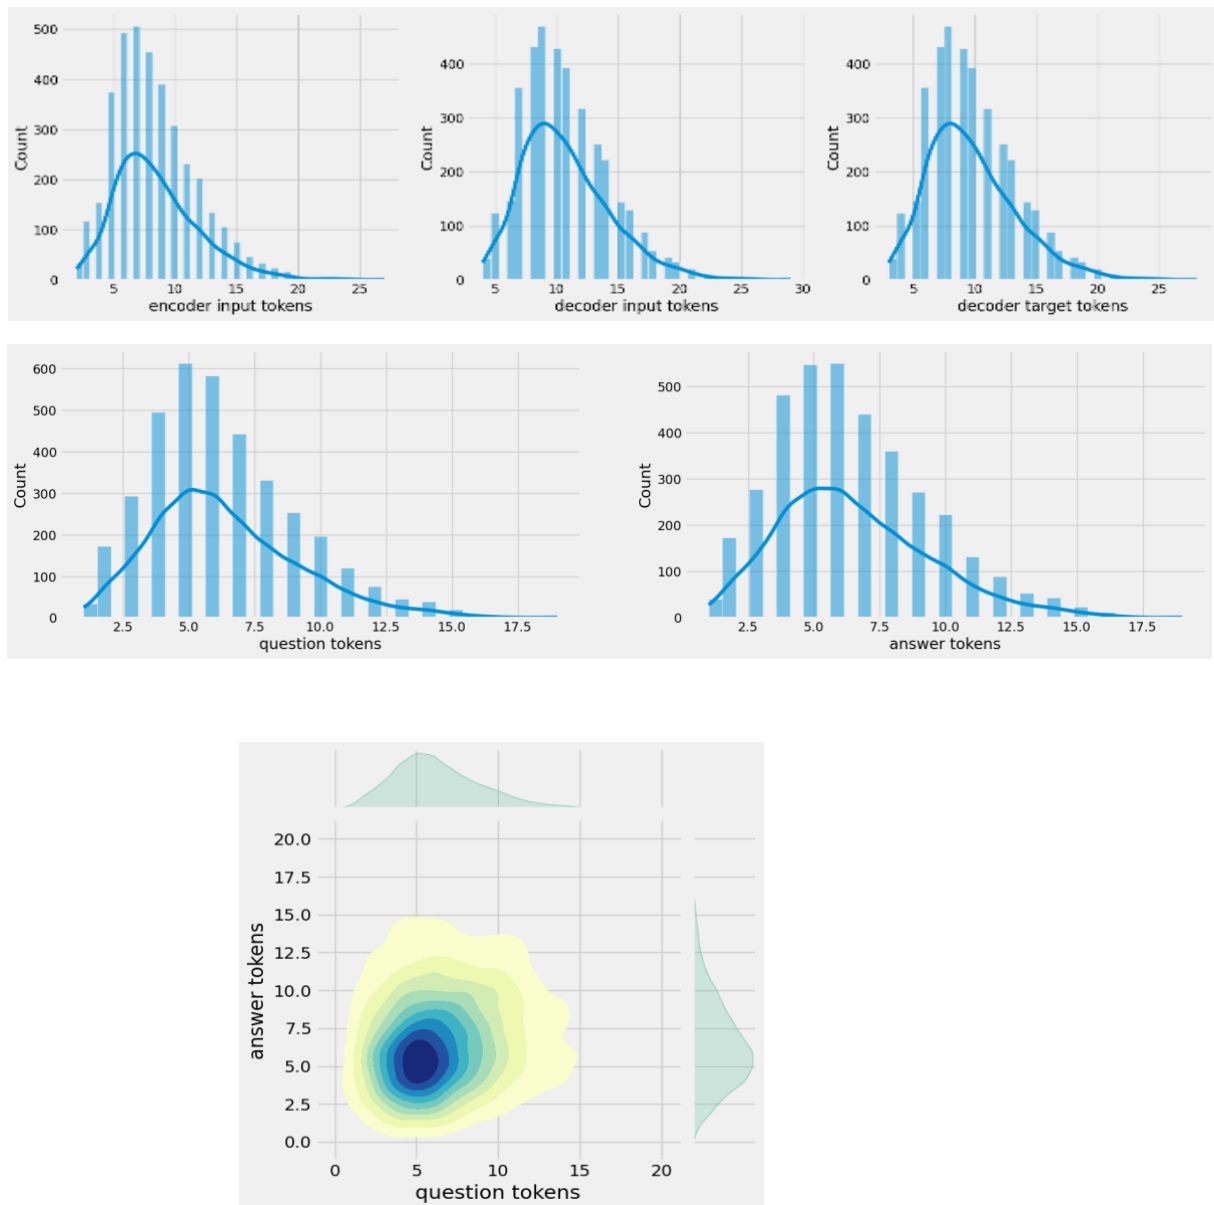 500
400
300
200
100
0
Count
5 10 15 20 25
encoder input tokens
400
300
200
100
0
Count
5 10 15 20 25 30
decoder input tokens
400
300
200
100
0
Count
5 10 15 20 25
decoder target tokens
600
500
400
300
200
100
0
Count
2.5 5.0 7.5 10.0 12.5 15.0 17.5
question tokens
500
400
300
200
100
0
Count
2.5 5.0 7.5 10.0 12.5 15.0 17.5
answer tokens
20.0
17.5
15.0
12.5
10.0
7.5
5.0
2.5
0.0
answer tokens
0 5 10 15 20
question tokens